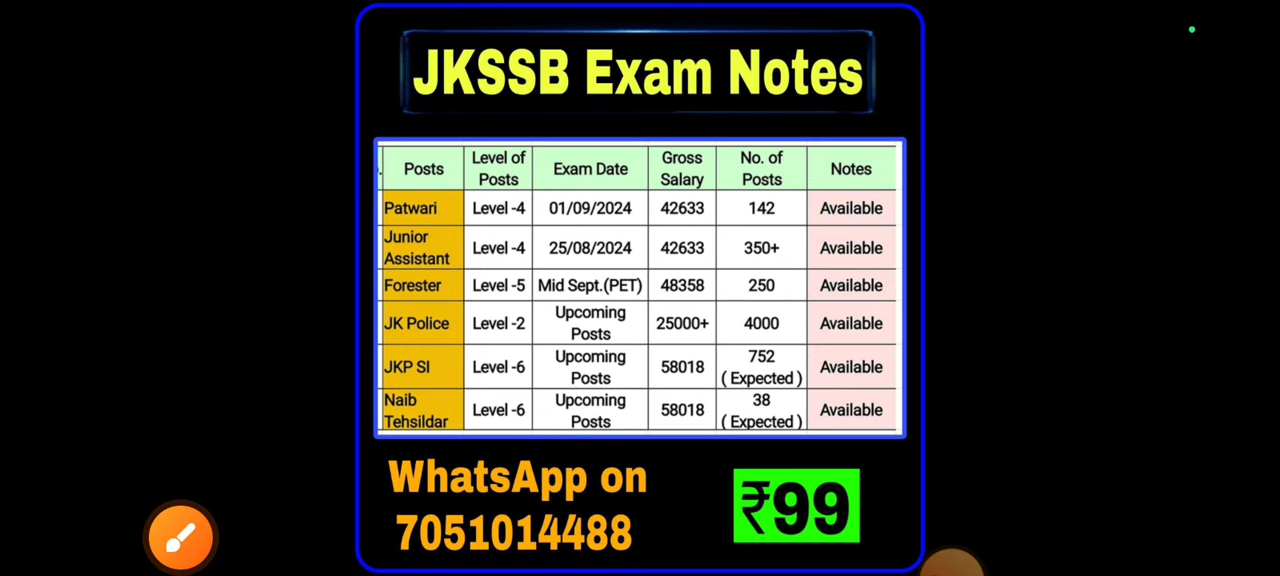 JKSSB Exam Notes
. Posts Level of Posts Exam Date Gross Salary No. of Posts Notes
Patwari Level -4 01/09/2024 42633 142 Available
Junior Assistant Level -4 25/08/2024 42633 350+ Available
Forester Level -5 Mid Sept.(PET) 48358 250 Available
JK Police Level -2 Upcoming Posts 25000+ 4000 Available
JKP SI Level -6 Upcoming Posts 58018 752 ( Expected ) Available
Naib Tehsildar Level -6 Upcoming Posts 58018 38 ( Expected ) Available
WhatsApp on
7051014488
₹99